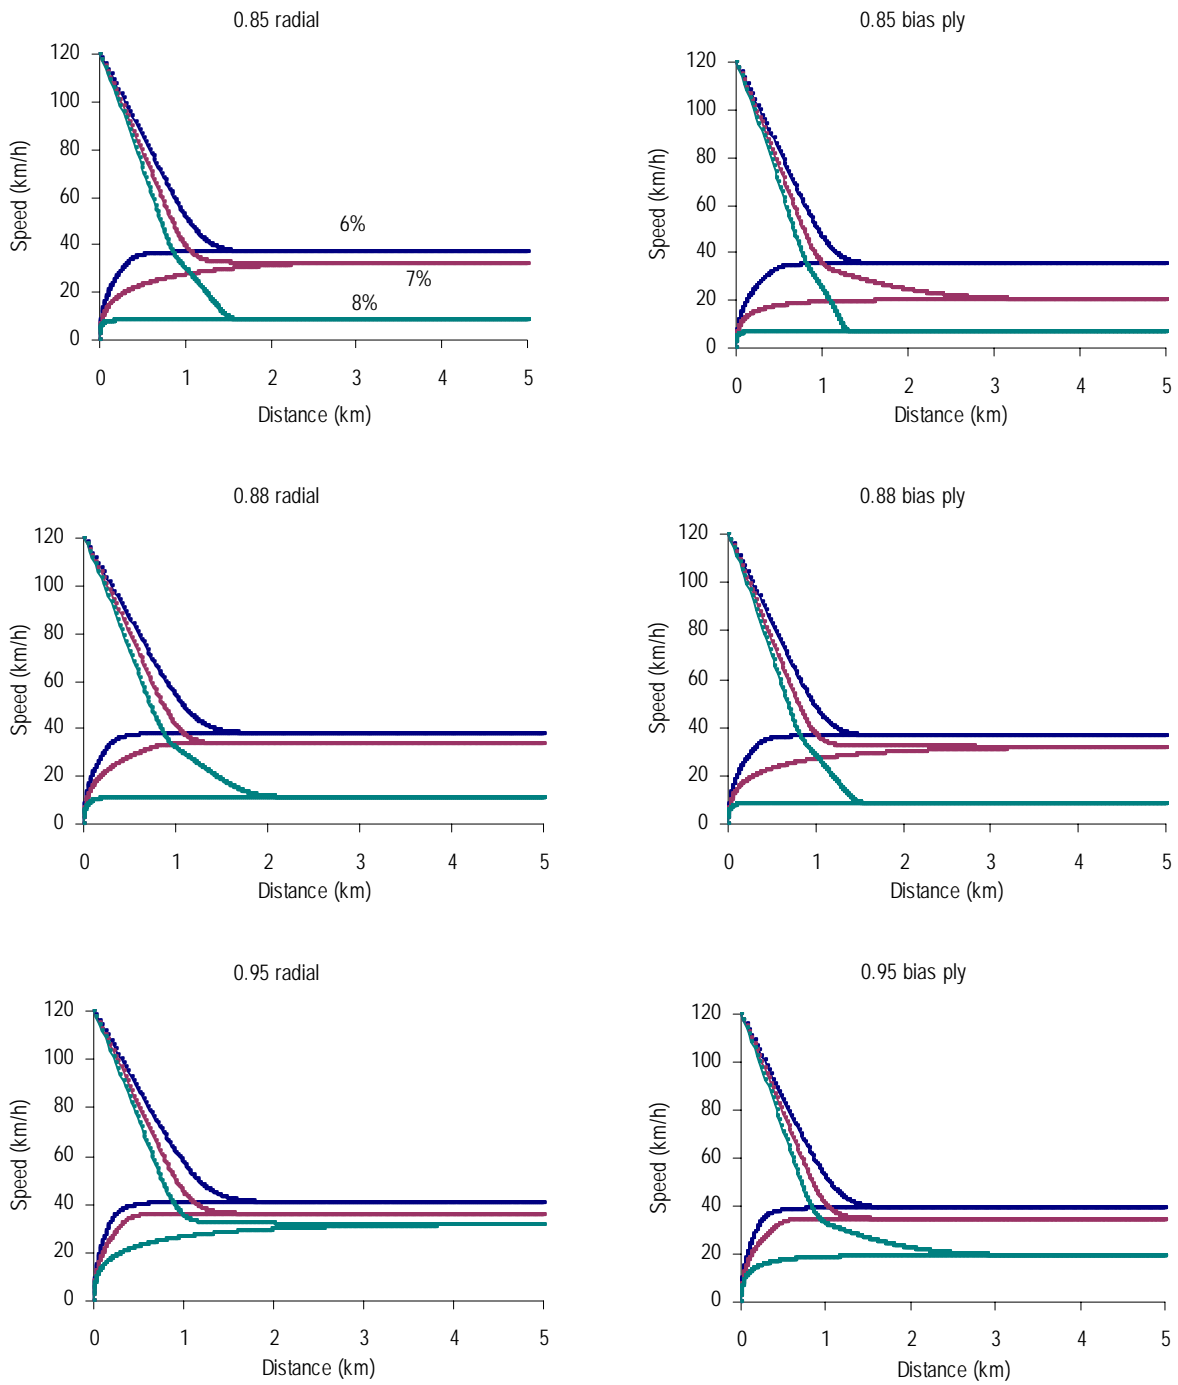 0.85 radial
120
100
80
60
40
20
0
Speed (km/h)
6%
7%
8%
0 1 2 3 4 5
Distance (km)
0.85 bias ply
120
100
80
60
40
20
0
Speed (km/h)
0 1 2 3 4 5
Distance (km)
0.88 radial
120
100
80
60
40
20
0
Speed (km/h)
0 1 2 3 4 5
Distance (km)
0.88 bias ply
120
100
80
60
40
20
0
Speed (km/h)
0 1 2 3 4 5
Distance (km)
0.95 radial
120
100
80
60
40
20
0
Speed (km/h)
0 1 2 3 4 5
Distance (km)
0.95 bias ply
120
100
80
60
40
20
0
Speed (km/h)
0 1 2 3 4 5
Distance (km)